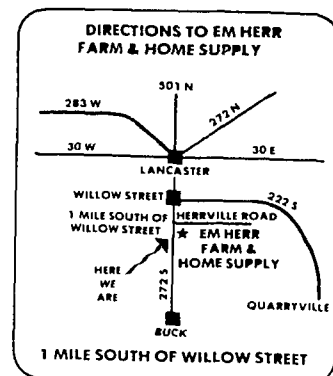 DIRECTIONS TO EM HERR
FARM & HOME SUPPLY
501 N
283 W
272 N
30 W
30 E
LANCASTER
WILLOW STREET
222 S
1 MILE SOUTH OF
WILLOW STREET
HERRVILLE ROAD
★ EM HERR
FARM &
HOME SUPPLY
HERE
WE
ARE
272 S
QUARRYVILLE
BUCK
1 MILE SOUTH OF WILLOW STREET